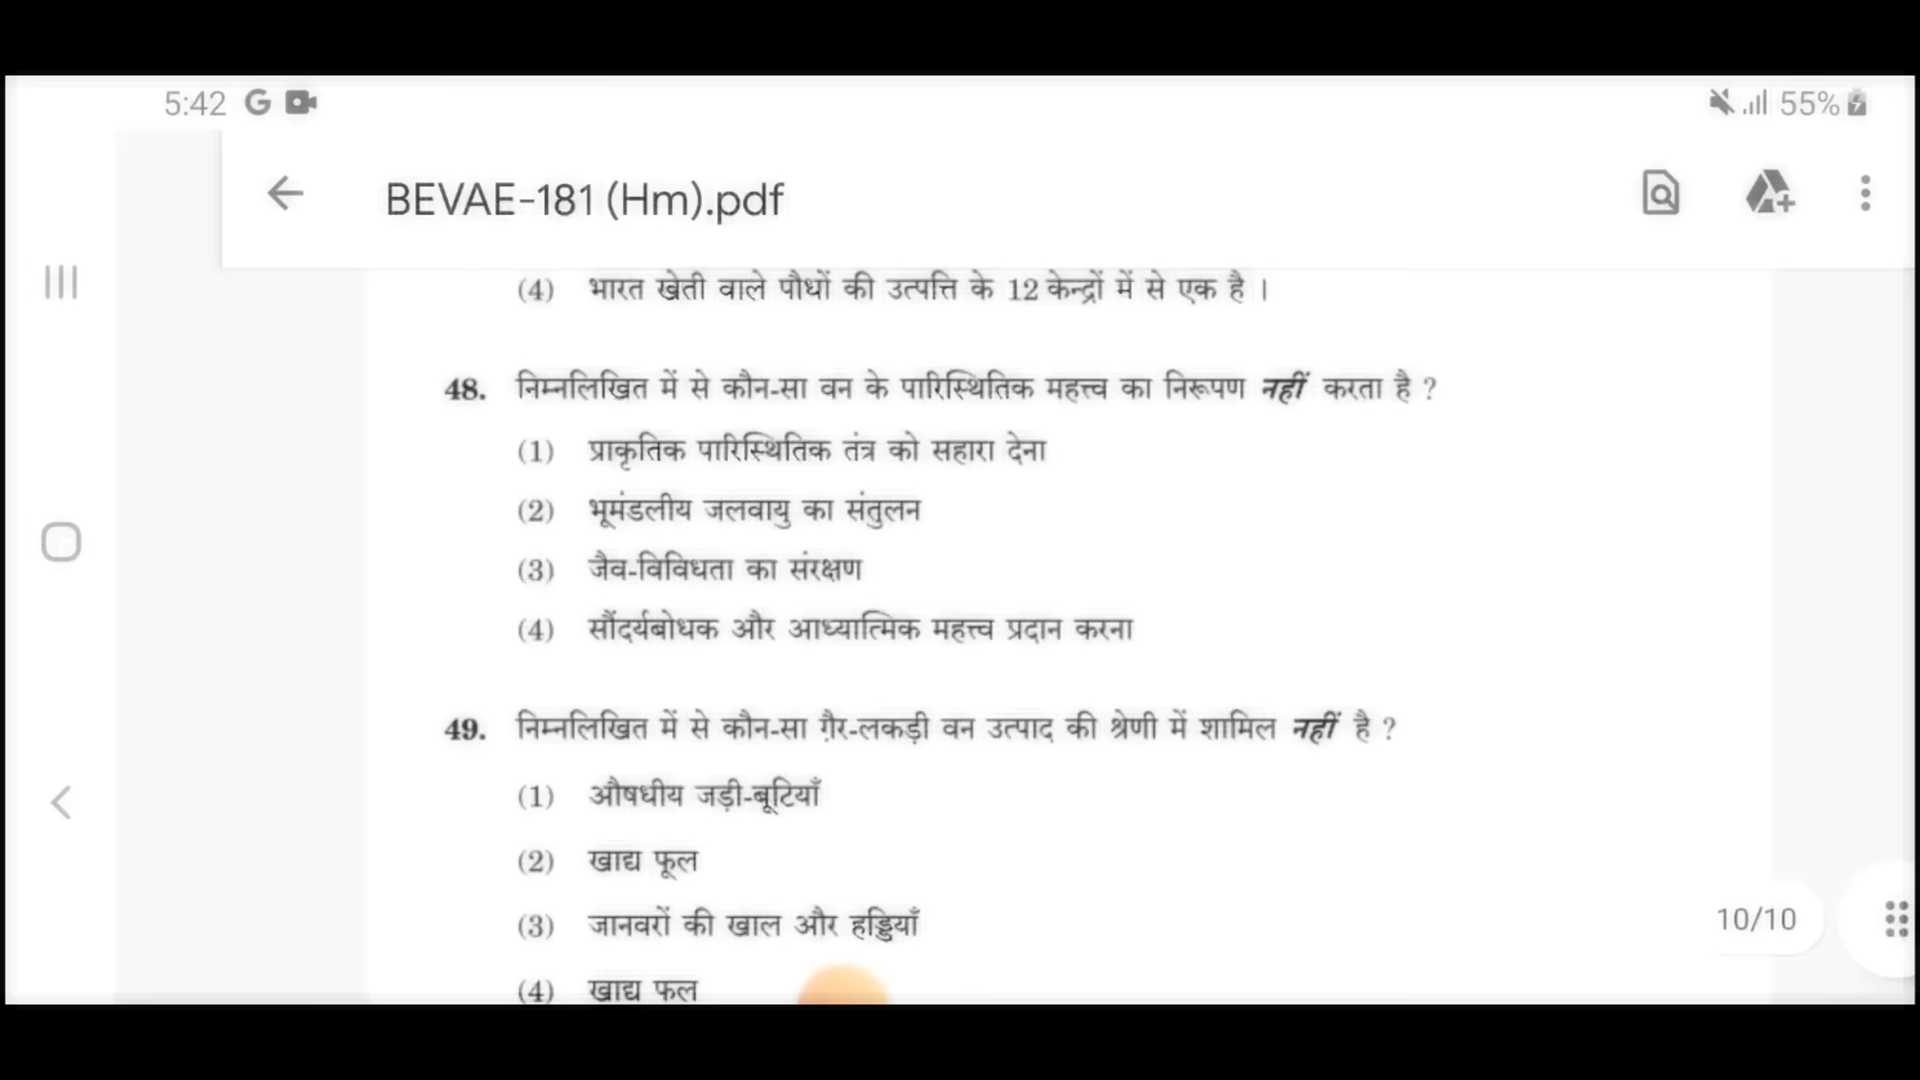 5:42 G 55%
BEVAE-181 (Hm).pdf
(4) भारत खेती वाले पौधों की उत्पत्ति के 12 केन्द्रों में से एक है ।
48. निम्नलिखित में से कौन-सा वन के पारिस्थितिक महत्त्व का निरूपण नहीं करता है ?
(1) प्राकृतिक पारिस्थितिक तंत्र को सहारा देना
(2) भूमंडलीय जलवायु का संतुलन
(3) जैव-विविधता का संरक्षण
(4) सौंदर्यबोधक और आध्यात्मिक महत्त्व प्रदान करना
49. निम्नलिखित में से कौन-सा ग़ैर-लकड़ी वन उत्पाद की श्रेणी में शामिल नहीं है ?
(1) औषधीय जड़ी-बूटियाँ
(2) खाद्य फूल
(3) जानवरों की खाल और हड्डियाँ
10/10
(4) खाद्य फल